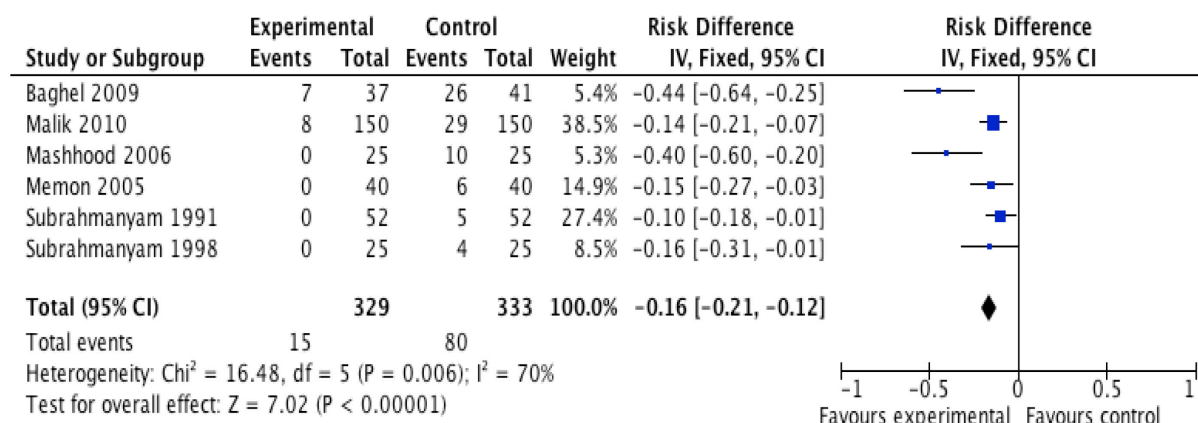 Experimental Control Risk Difference Risk Difference
Study or Subgroup Events Total Events Total Weight IV, Fixed, 95% CI IV, Fixed, 95% CI
Baghel 2009 7 37 26 41 5.4% −0.44 [−0.64, −0.25]
Malik 2010 8 150 29 150 38.5% −0.14 [−0.21, −0.07]
Mashhood 2006 0 25 10 25 5.3% −0.40 [−0.60, −0.20]
Memon 2005 0 40 6 40 14.9% −0.15 [−0.27, −0.03]
Subrahmanyam 1991 0 52 5 52 27.4% −0.10 [−0.18, −0.01]
Subrahmanyam 1998 0 25 4 25 8.5% −0.16 [−0.31, −0.01]
Total (95% CI) 329 333 100.0% −0.16 [−0.21, −0.12]
Total events 15 80
Heterogeneity: Chi² = 16.48, df = 5 (P = 0.006); I² = 70%
Test for overall effect: Z = 7.02 (P < 0.00001)
−1 −0.5 0 0.5 1
Favours experimental Favours control